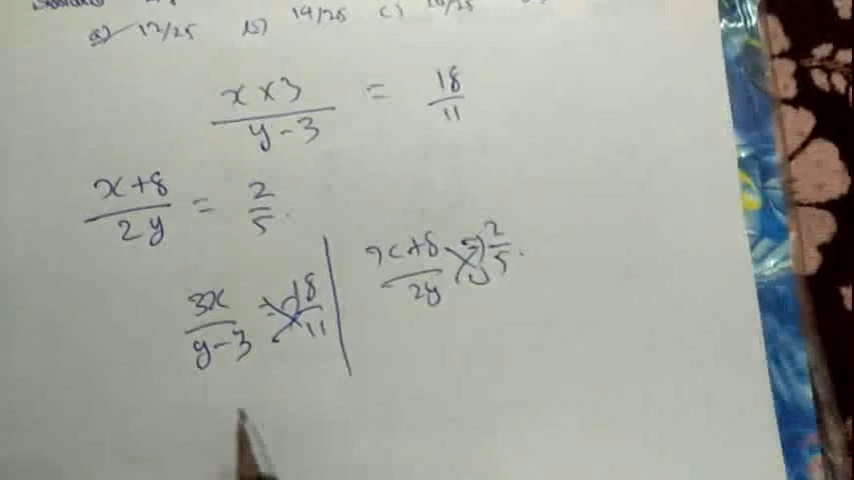 a) 12/25 b) 19/25 c)
x × 3 / y - 3 = 18 / 11
x + 8 / 2y = 2 / 5.
3x / y - 3 = 18 / 11 | x + 8 / 2y = 2 / 5.